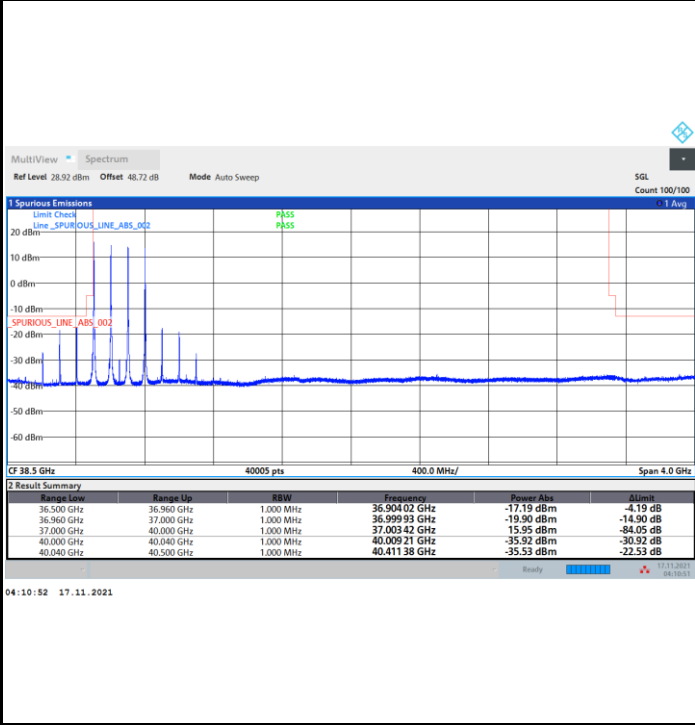 MultiView Spectrum
Ref Level 28.92 dBm Offset 48.72 dB Mode Auto Sweep SGL
Count 100/100
1 Spurious Emissions 1 Avg
Limit Check PASS
Line _SPURIOUS_LINE_ABS_002 PASS
20 dBm
10 dBm
0 dBm
-10 dBm
_SPURIOUS_LINE_ABS_002
-20 dBm
-30 dBm
-40 dBm
-50 dBm
-60 dBm
CF 38.5 GHz 40005 pts 400.0 MHz/ Span 4.0 GHz
2 Result Summary
Range Low Range Up RBW Frequency Power Abs ΔLimit
36.500 GHz 36.960 GHz 1.000 MHz 36.904 02 GHz -17.19 dBm -4.19 dB
36.960 GHz 37.000 GHz 1.000 MHz 36.999 93 GHz -19.90 dBm -14.90 dB
37.000 GHz 40.000 GHz 1.000 MHz 37.003 42 GHz 15.95 dBm -84.05 dB
40.000 GHz 40.040 GHz 1.000 MHz 40.009 21 GHz -35.92 dBm -30.92 dB
40.040 GHz 40.500 GHz 1.000 MHz 40.411 38 GHz -35.53 dBm -22.53 dB
Ready 17.11.2021
04:10:53
04:10:52 17.11.2021